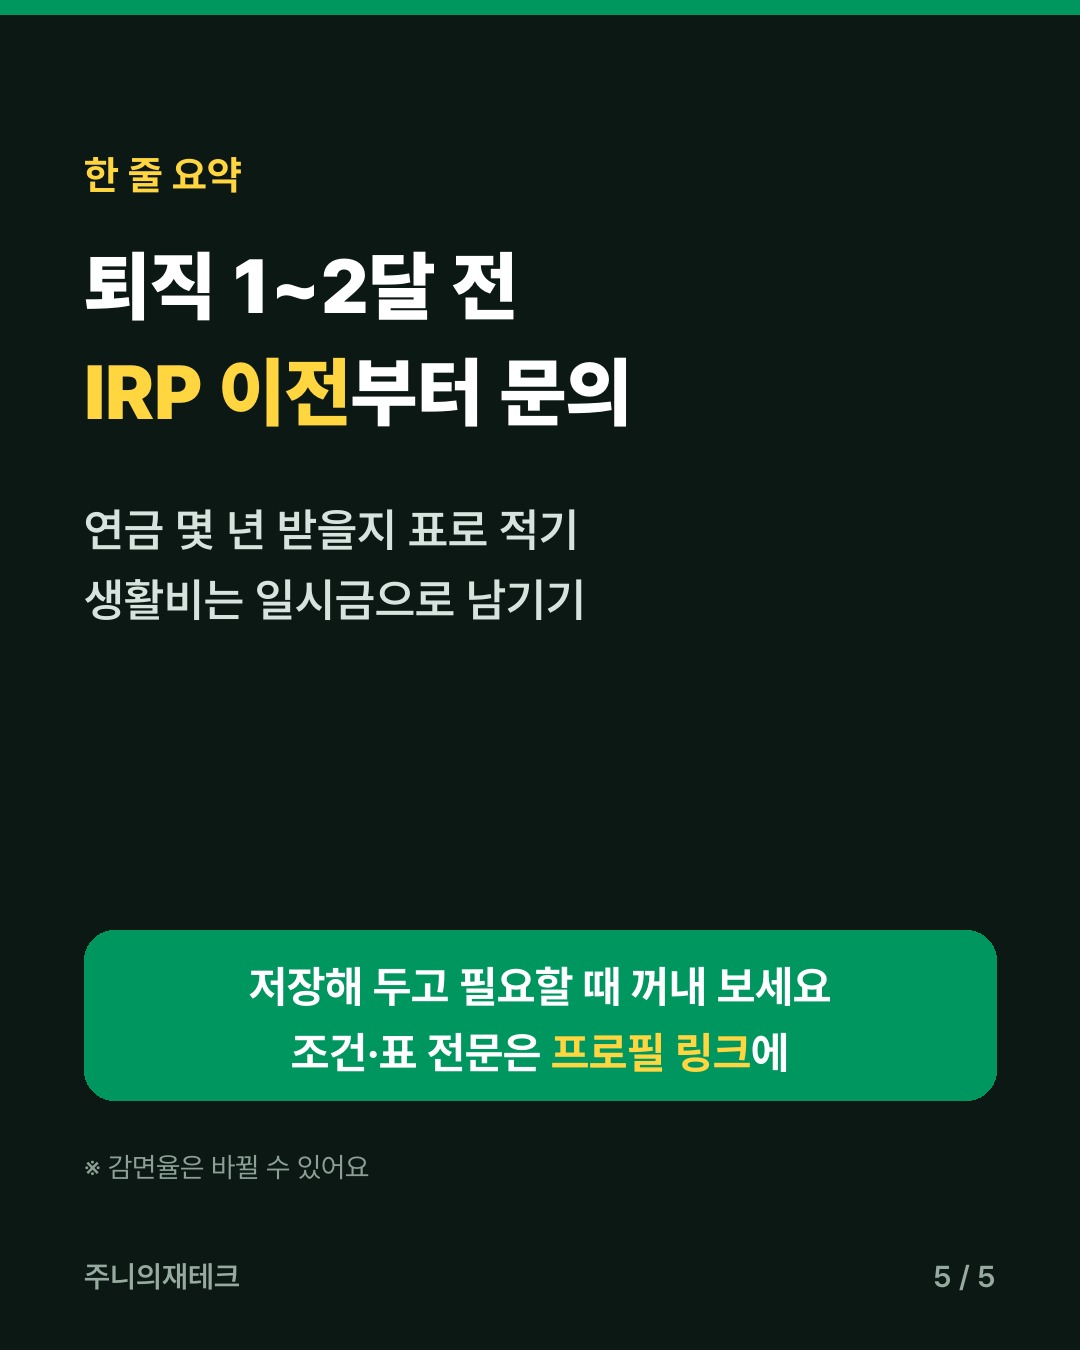 한 줄 요약
퇴직 1~2달 전
IRP 이전부터 문의
연금 몇 년 받을지 표로 적기
생활비는 일시금으로 남기기
저장해 두고 필요할 때 꺼내 보세요
조건·표 전문은 프로필 링크에
※ 감면율은 바뀔 수 있어요
주니의재테크
5 / 5